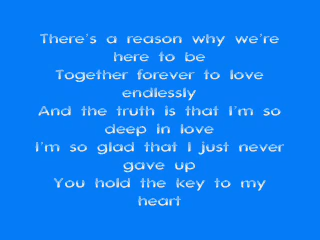 There's a reason why we're
here to be
Together forever to love
endlessly
And the truth is that I'm so
deep in love
I'm so glad that I just never
gave up
You hold the key to my
heart